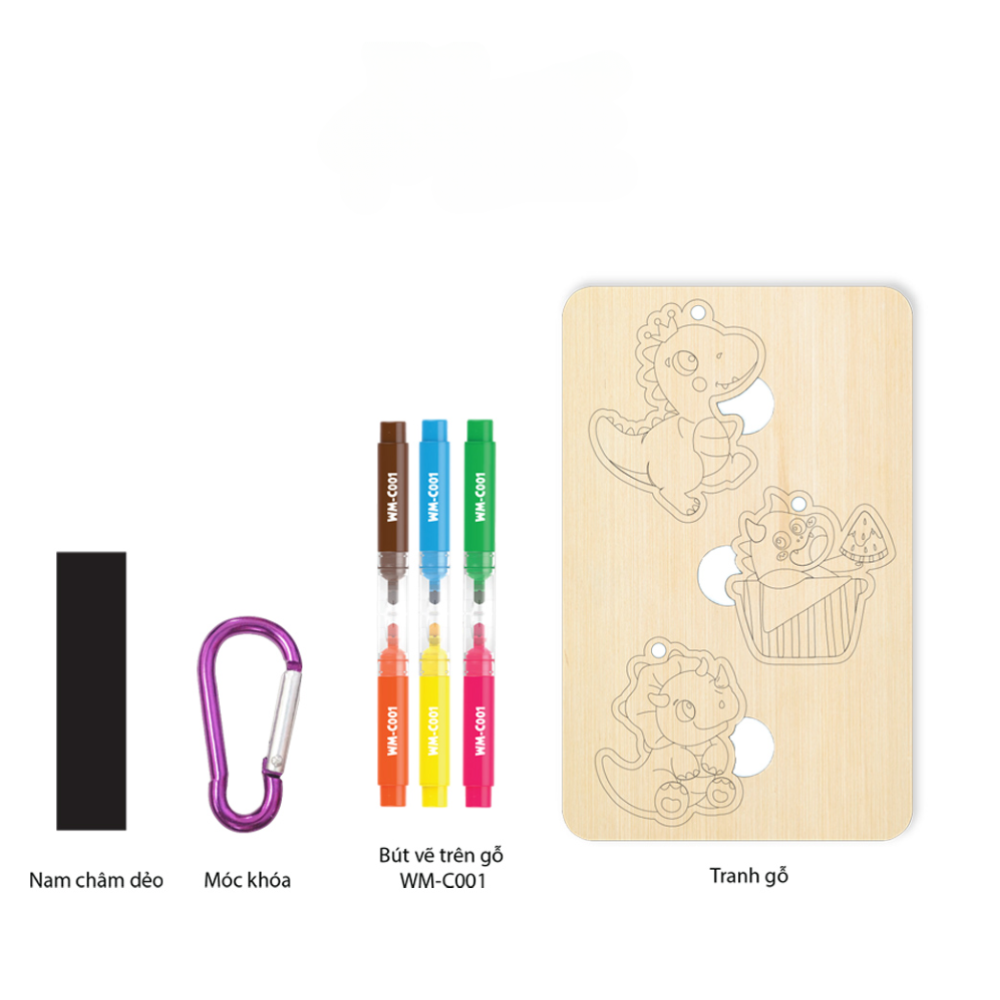 WM-C001
WM-C001
WM-C001
WM-C001
WM-C001
WM-C001
Nam châm dẻo
Móc khóa
Bút vẽ trên gỗ
WM-C001
Tranh gỗ